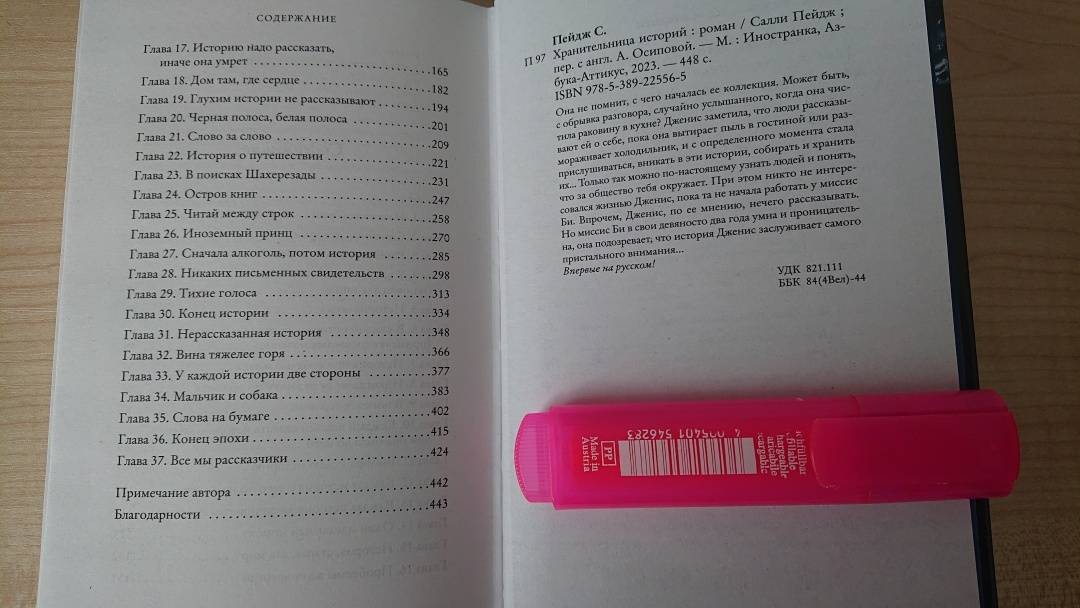 СОДЕРЖАНИЕ
Глава 17. Историю надо рассказать,
иначе она умрет ........................165
Глава 18. Дом там, где сердце ........................182
Глава 19. Глухим истории не рассказывают ........................194
Глава 20. Черная полоса, белая полоса ........................201
Глава 21. Слово за слово ........................209
Глава 22. История о путешествии ........................221
Глава 23. В поисках Шахерезады ........................231
Глава 24. Остров книг ........................247
Глава 25. Читай между строк ........................258
Глава 26. Иноземный принц ........................270
Глава 27. Сначала алкоголь, потом история ........................285
Глава 28. Никаких письменных свидетельств ........................298
Глава 29. Тихие голоса ........................313
Глава 30. Конец истории ........................334
Глава 31. Нерассказанная история ........................348
Глава 32. Вина тяжелее горя ........................366
Глава 33. У каждой истории две стороны ........................377
Глава 34. Мальчик и собака ........................383
Глава 35. Слова на бумаге ........................402
Глава 36. Конец эпохи ........................415
Глава 37. Все мы рассказчики ........................424
Примечание автора ........................442
Благодарности ........................443
Пейдж С.
П 97 Хранительница историй : роман / Салли Пейдж ;
пер. с англ. А. Осиповой. — М. : Иностранка, Аз-
бука-Аттикус, 2023. — 448 с.
ISBN 978-5-389-22556-5
Она не помнит, с чего началась ее коллекция. Может быть,
с обрывка разговора, случайно услышанного, когда она чис-
тила раковину в кухне? Дженис заметила, что люди рассказы-
вают ей о себе, пока она вытирает пыль в гостиной или раз-
мораживает холодильник, и с определенного момента стала
прислушиваться, вникать в эти истории, собирать и хранить
их... Только так можно по-настоящему узнать людей и понять,
что за общество тебя окружает. При этом никто не интере-
совался жизнью Дженис, пока та не начала работать у миссис
Би. Впрочем, Дженис, по ее мнению, нечего рассказывать.
Но миссис Би в свои девяносто два года умна и проницатель-
на, она подозревает, что история Дженис заслуживает самого
пристального внимания...
Впервые на русском!
УДК 821.111
ББК 84(4Вел)-44
PP
Made in
Austria
4 005401 546283
chfüllbar
fillable
hargeable
aricabile
cargable